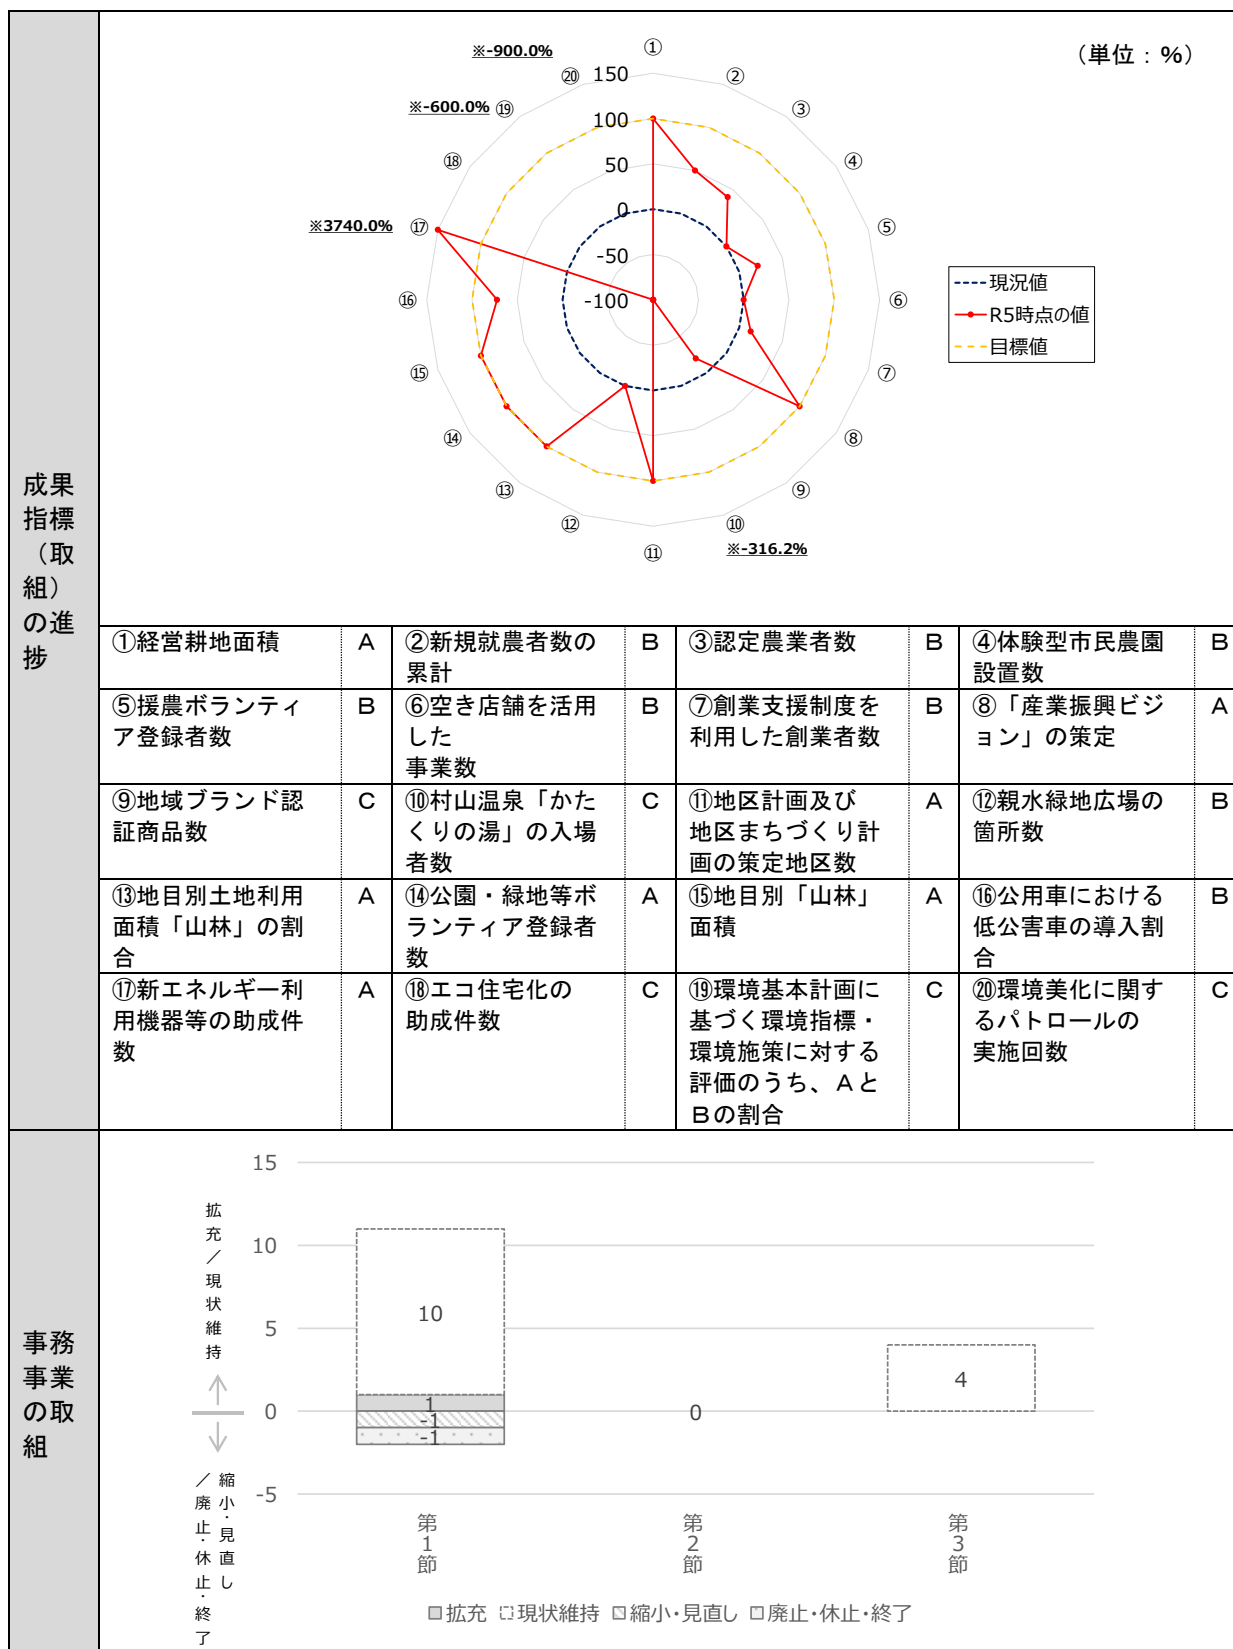 成果
指標
（取
組）
の進
捗
（単位：%）
※-900.0%
※-600.0%
※3740.0%
※-316.2%
150
100
50
0
-50
-100
①
②
③
④
⑤
⑥
⑦
⑧
⑨
⑩
⑪
⑫
⑬
⑭
⑮
⑯
⑰
⑱
⑲
⑳
現況値
R5時点の値
目標値
①経営耕地面積
A
②新規就農者数の
累計
B
③認定農業者数
B
④体験型市民農園
設置数
B
⑤援農ボランティ
ア登録者数
B
⑥空き店舗を活用
した
事業数
B
⑦創業支援制度を
利用した創業者数
B
⑧「産業振興ビジ
ョン」の策定
A
⑨地域ブランド認
証商品数
C
⑩村山温泉「かた
くりの湯」の入場
者数
C
⑪地区計画及び
地区まちづくり計
画の策定地区数
A
⑫親水緑地広場の
箇所数
B
⑬地目別土地利用
面積「山林」の割
合
A
⑭公園・緑地等ボ
ランティア登録者
数
A
⑮地目別「山林」
面積
A
⑯公用車における
低公害車の導入割
合
B
⑰新エネルギー利
用機器等の助成件
数
A
⑱エコ住宅化の
助成件数
C
⑲環境基本計画に
基づく環境指標・
環境施策に対する
評価のうち、Aと
Bの割合
C
⑳環境美化に関す
るパトロールの
実施回数
C
事務
事業
の取
組
拡充／現状維持
縮小・見直し
／廃止・休止・終了
15
10
5
0
-5
10
1
-1
-1
0
4
第1節
第2節
第3節
拡充 現状維持 縮小・見直し 廃止・休止・終了